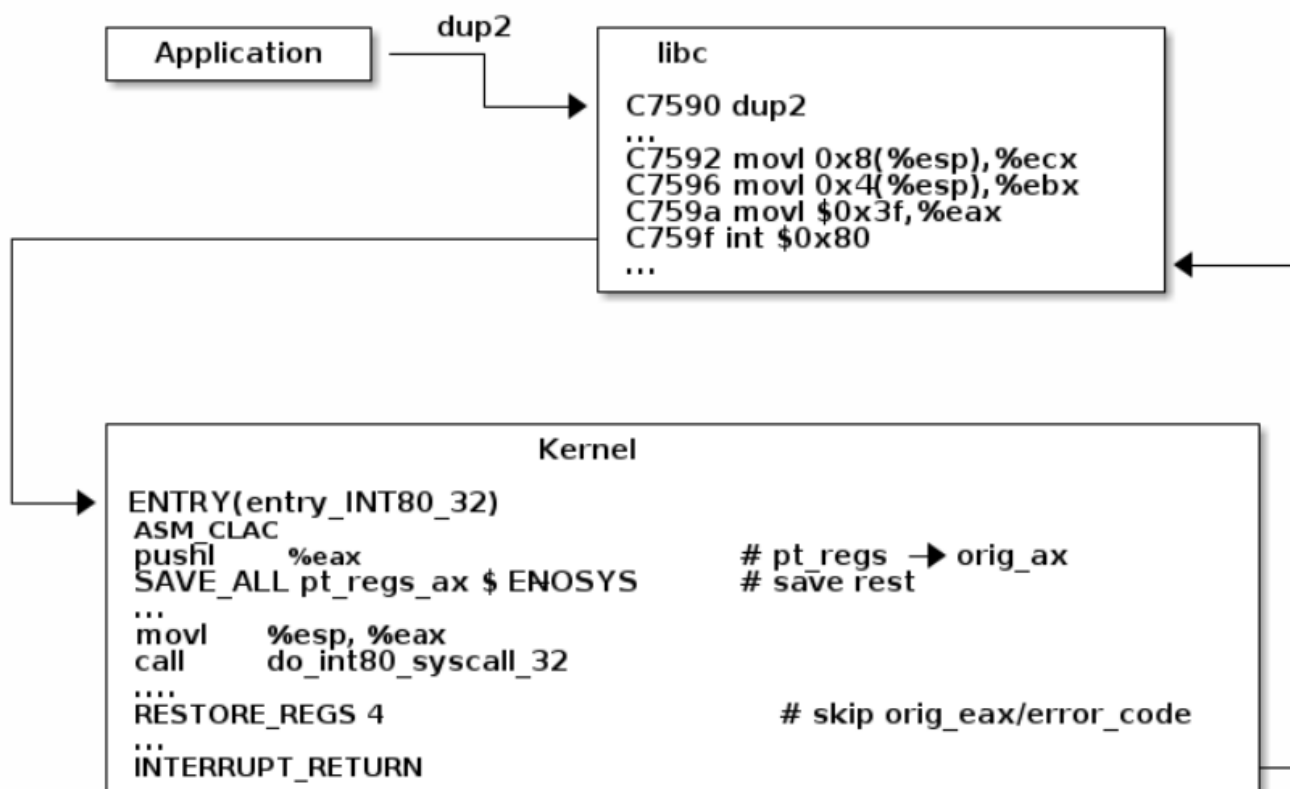 dup2
Application
libc
C7590 dup2
...
C7592 movl 0x8(%esp),%ecx
C7596 movl 0x4(%esp),%ebx
C759a movl $0x3f,%eax
C759f int $0x80
...
Kernel
ENTRY(entry_INT80_32)
ASM_CLAC
pushl %eax # pt_regs → orig_ax
SAVE_ALL pt_regs_ax $ ENOSYS # save rest
...
movl %esp, %eax
call do_int80_syscall_32
....
RESTORE_REGS 4 # skip orig_eax/error_code
...
INTERRUPT_RETURN